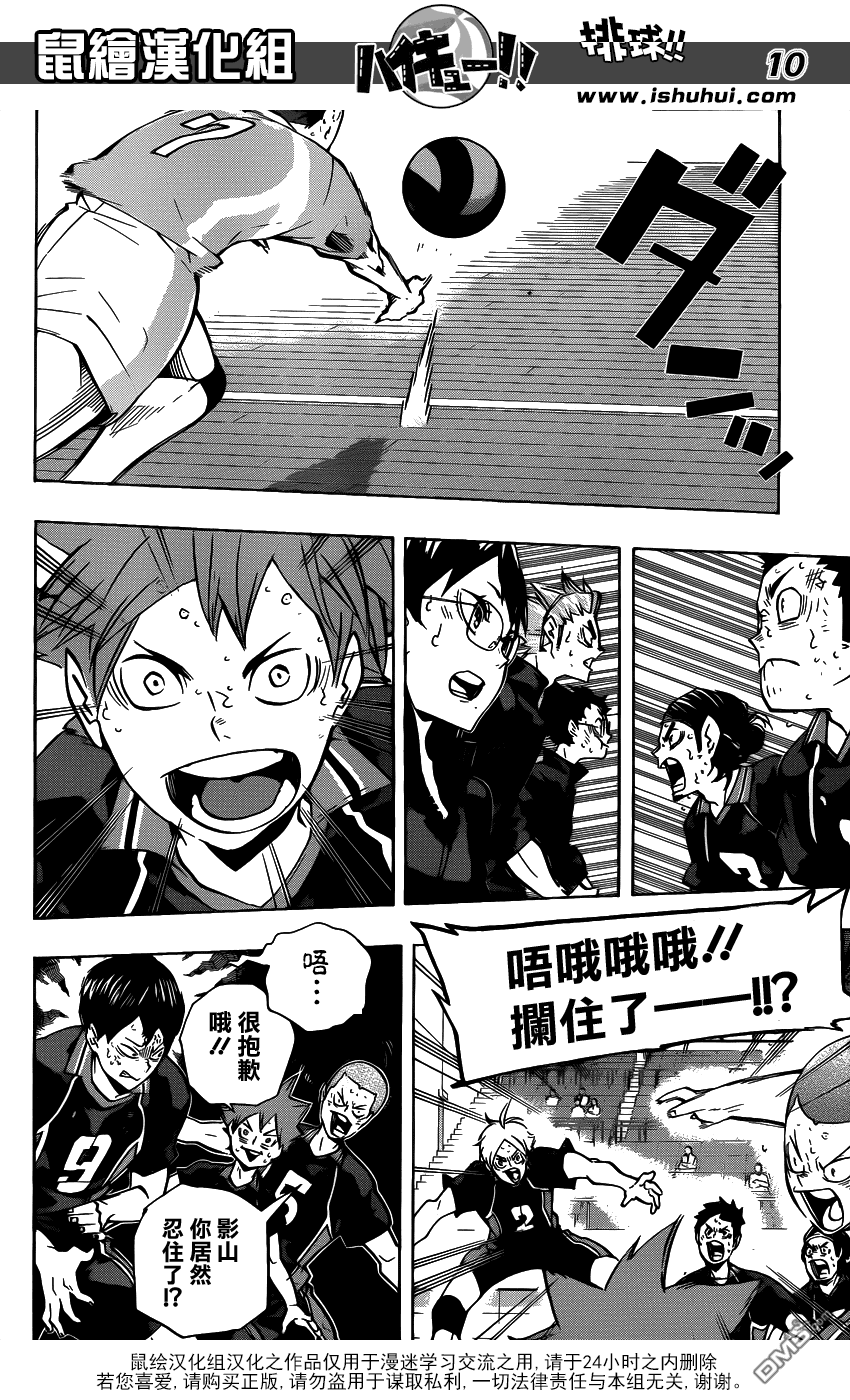 鼠繪漢化組
ハイキュー!!
排球!!
10
www.ishuhui.com
7
ダンッ
唔哦哦哦!!
攔住了——!!?
唔…
很抱歉
哦!!
影山
你居然
忍住了!?
9
5
2
鼠绘汉化组汉化之作品仅用于漫迷学习交流之用, 请于24小时之内删除
若您喜爱, 请购买正版, 请勿用于谋取私利, 一切法律责任与本组无关, 谢谢.